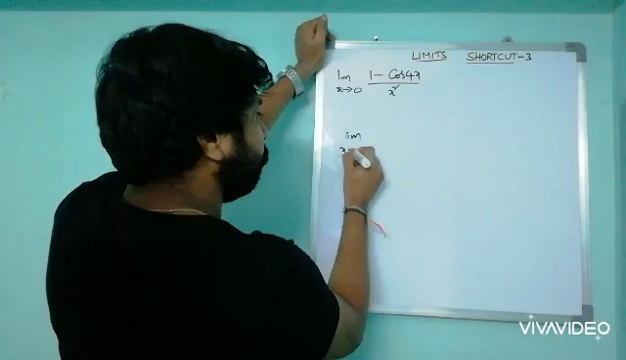 LIMITS SHORTCUT-3
lim 1 - Cos4x
x→0 x²
lim
VIVAVIDEO